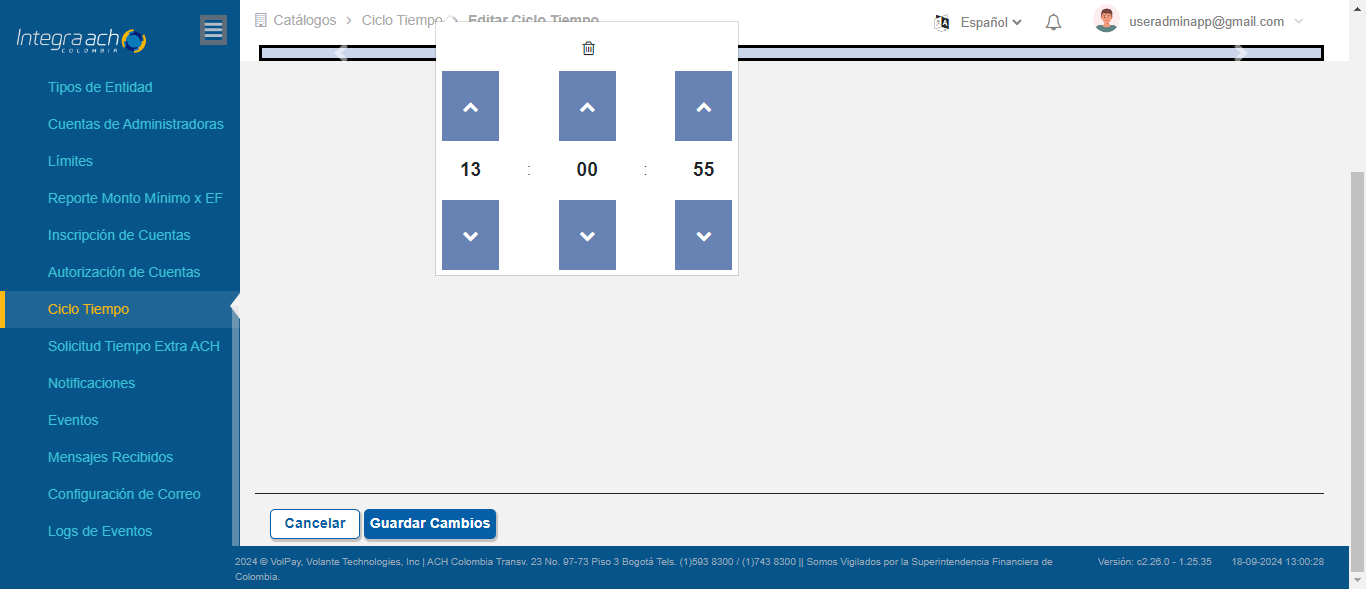 Integra ach
COLOMBIA
Catálogos > Ciclo Tiempo > Editar Ciclo Tiempo
Español
useradminapp@gmail.com
Tipos de Entidad
Cuentas de Administradoras
Límites
Reporte Monto Mínimo x EF
Inscripción de Cuentas
Autorización de Cuentas
Ciclo Tiempo
Solicitud Tiempo Extra ACH
Notificaciones
Eventos
Mensajes Recibidos
Configuración de Correo
Logs de Eventos
13 : 00 : 55
Cancelar
Guardar Cambios
2024 © VolPay, Volante Technologies, Inc | ACH Colombia Transv. 23 No. 97-73 Piso 3 Bogotá Tels. (1)593 8300 / (1)743 8300 || Somos Vigilados por la Superintendencia Financiera de
Colombia.
Versión: c2.26.0 - 1.25.35
18-09-2024 13:00:28